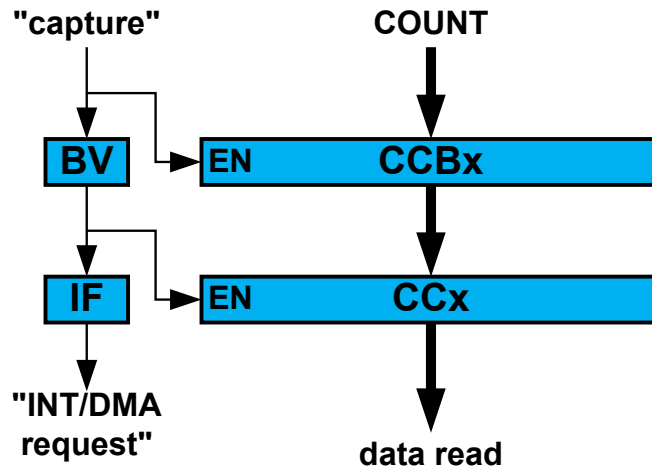 "capture"
COUNT
BV
EN
CCBx
IF
EN
CCx
"INT/DMA
request"
data read